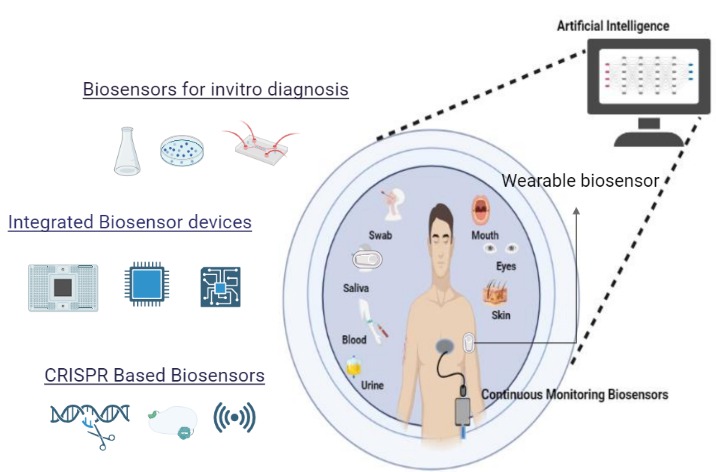 Artificial Intelligence
Biosensors for invitro diagnosis
Wearable biosensor
Integrated Biosensor devices
Swab
Mouth
Eyes
Saliva
Skin
Blood
Urine
CRISPR Based Biosensors
Continuous Monitoring Biosensors